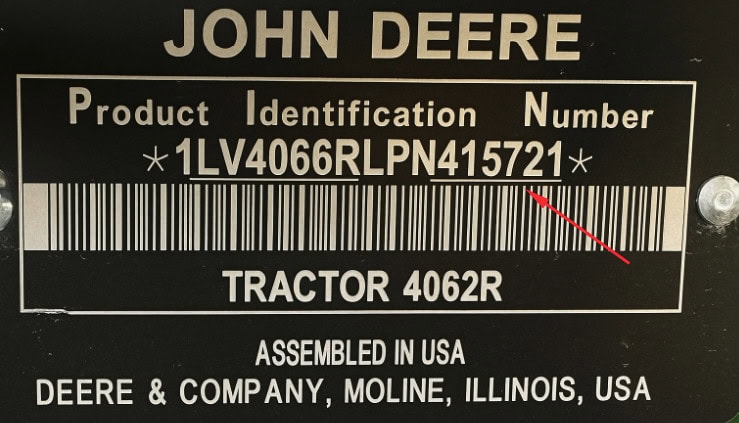 JOHN DEERE
Product Identification Number
*1LV4066RLPN415721*
TRACTOR 4062R
ASSEMBLED IN USA
DEERE & COMPANY, MOLINE, ILLINOIS, USA